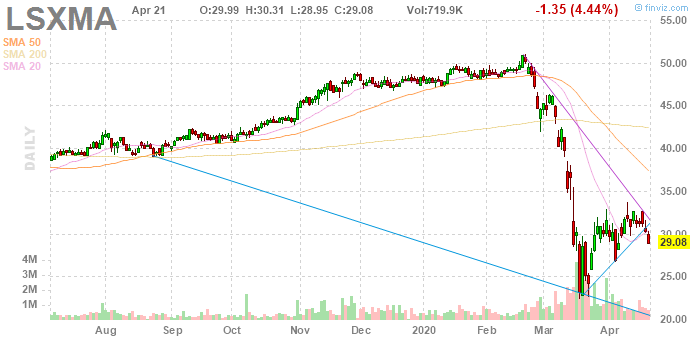 LSXMA
Apr 21 O:29.99 H:30.31 L:28.95 C:29.08 Vol:719.9K -1.35 (4.44%)
© finviz.com
SMA 50
SMA 200
SMA 20
DAILY
55.00
50.00
45.00
40.00
35.00
30.00
29.08
25.00
20.00
4M
3M
2M
1M
Aug Sep Oct Nov Dec 2020 Feb Mar Apr